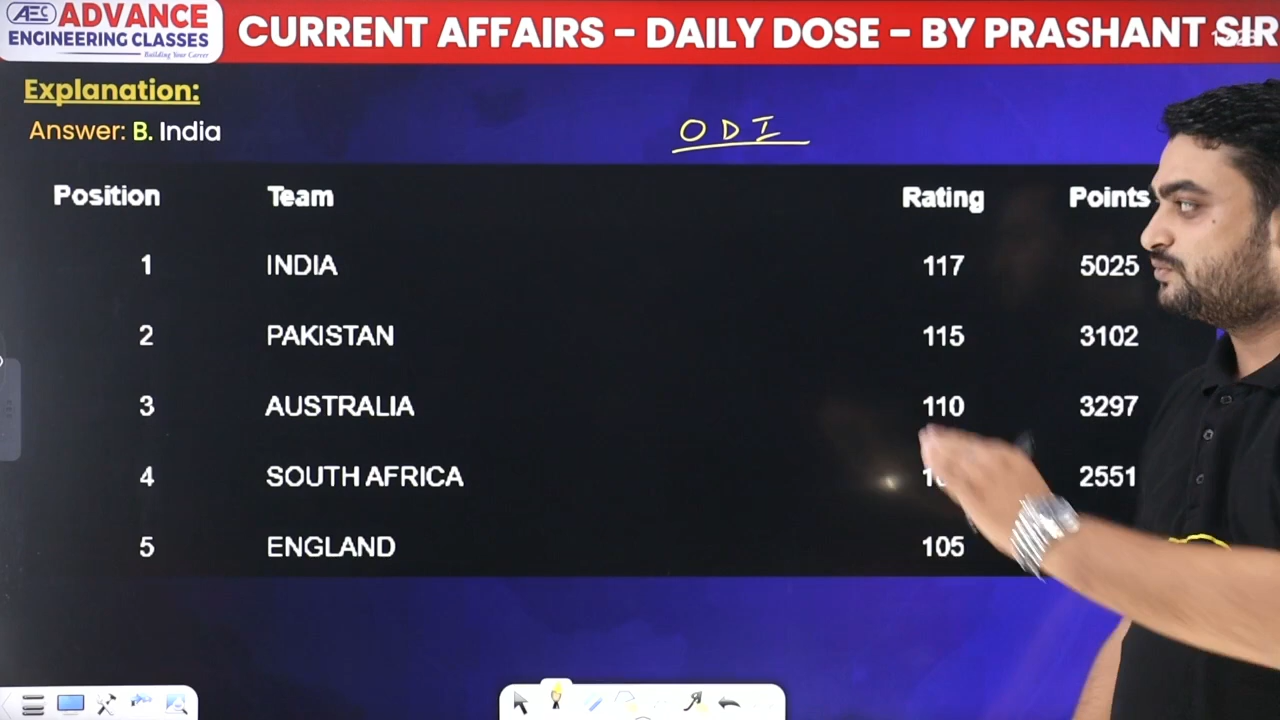 AEC ADVANCE
ENGINEERING CLASSES
Building Your Career
CURRENT AFFAIRS - DAILY DOSE - BY PRASHANT SIR
Explanation:
Answer: B. India
ODI
Position Team Rating Points
1 INDIA 117 5025
2 PAKISTAN 115 3102
3 AUSTRALIA 110 3297
4 SOUTH AFRICA 2551
5 ENGLAND 105